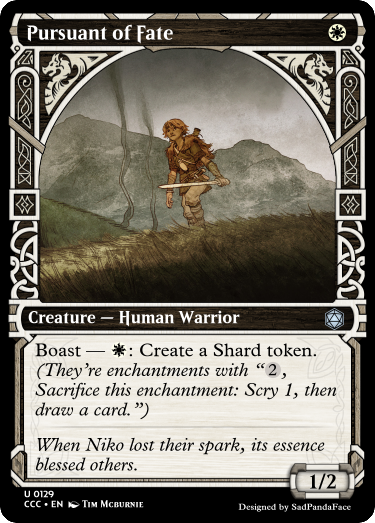 Pursuant of Fate
Creature — Human Warrior
Boast — : Create a Shard token.
(They're enchantments with “2,
Sacrifice this enchantment: Scry 1, then
draw a card.”)
When Niko lost their spark, its essence
blessed others.
1/2
U 0129
CCC • EN Tim Mcburnie
Designed by SadPandaFace